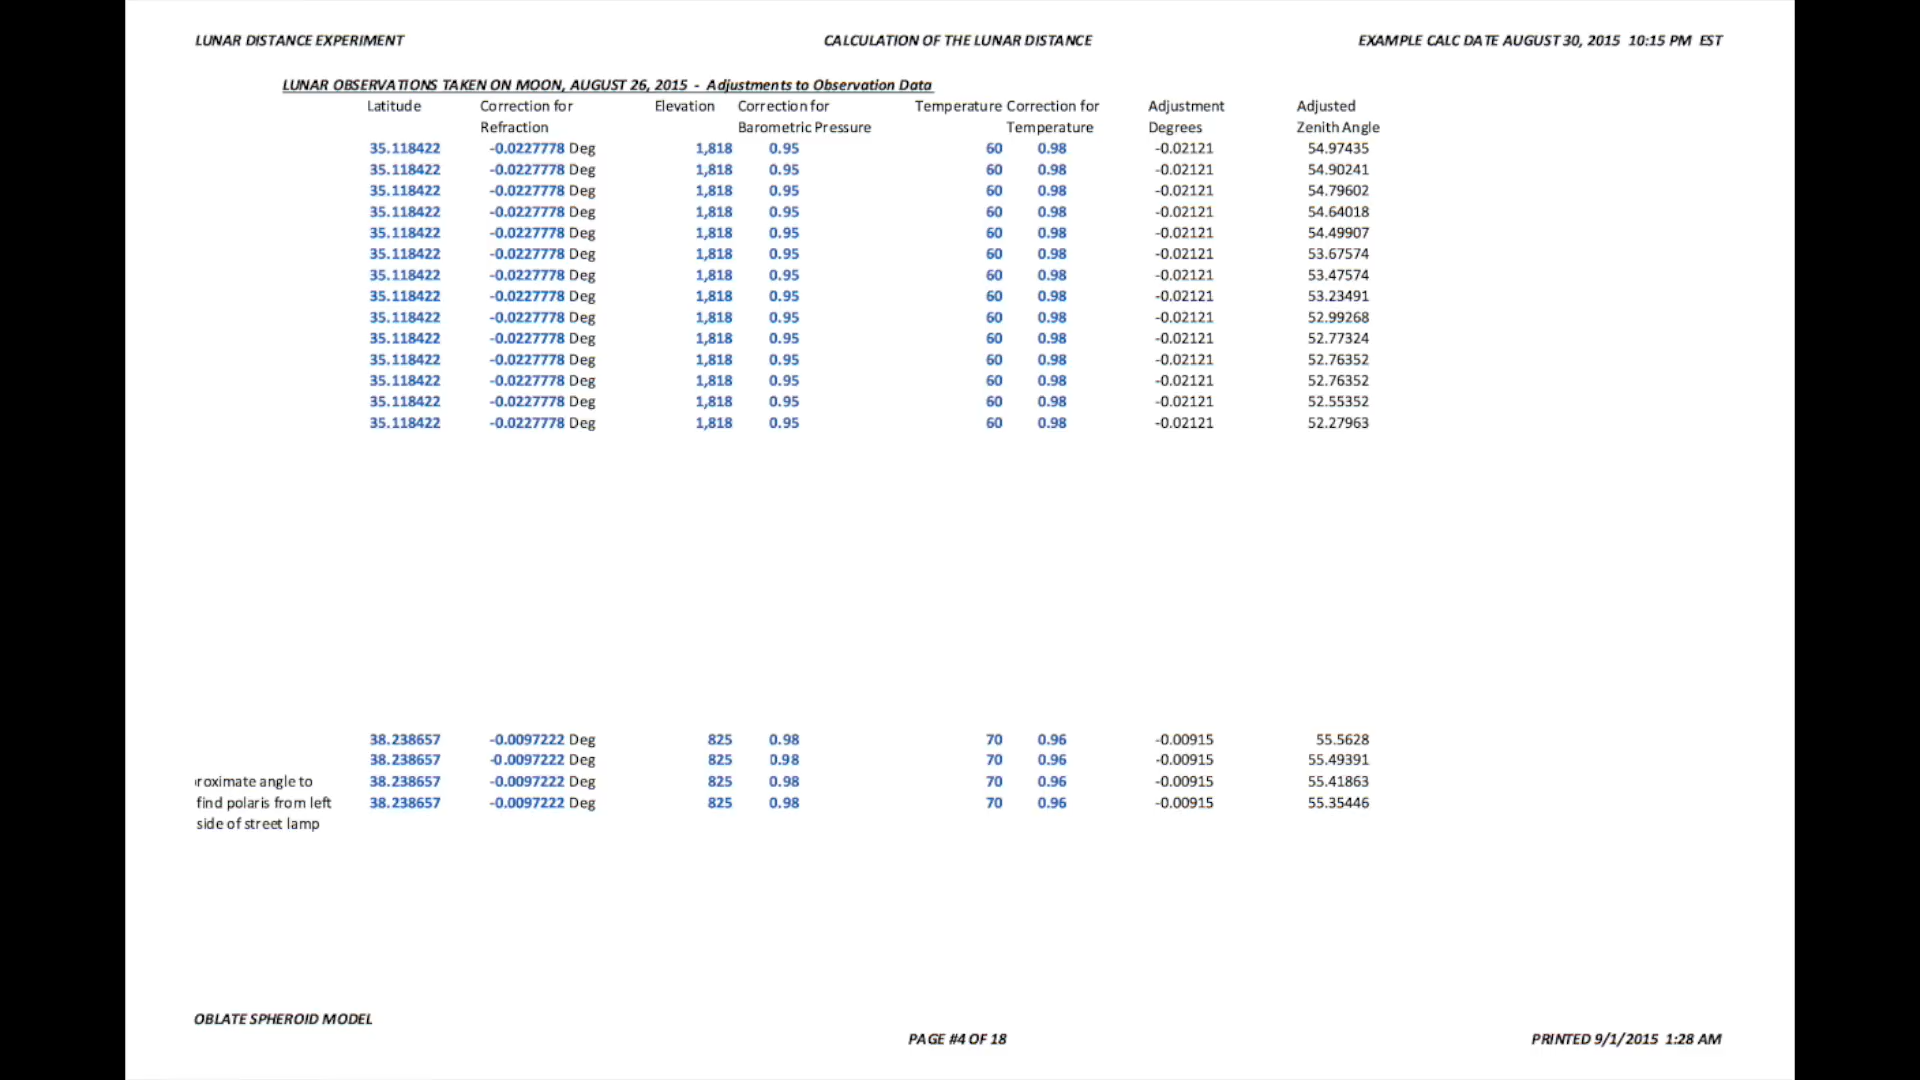 LUNAR DISTANCE EXPERIMENT CALCULATION OF THE LUNAR DISTANCE EXAMPLE CALC DATE AUGUST 30, 2015 10:15 PM EST
LUNAR OBSERVATIONS TAKEN ON MOON, AUGUST 26, 2015 - Adjustments to Observation Data
Latitude Correction for Elevation Correction for Temperature Correction for Adjustment Adjusted
Refraction Barometric Pressure Temperature Degrees Zenith Angle
35.118422 -0.0227778 Deg 1,818 0.95 60 0.98 -0.02121 54.97435
35.118422 -0.0227778 Deg 1,818 0.95 60 0.98 -0.02121 54.90241
35.118422 -0.0227778 Deg 1,818 0.95 60 0.98 -0.02121 54.79602
35.118422 -0.0227778 Deg 1,818 0.95 60 0.98 -0.02121 54.64018
35.118422 -0.0227778 Deg 1,818 0.95 60 0.98 -0.02121 54.49907
35.118422 -0.0227778 Deg 1,818 0.95 60 0.98 -0.02121 53.67574
35.118422 -0.0227778 Deg 1,818 0.95 60 0.98 -0.02121 53.47574
35.118422 -0.0227778 Deg 1,818 0.95 60 0.98 -0.02121 53.23491
35.118422 -0.0227778 Deg 1,818 0.95 60 0.98 -0.02121 52.99268
35.118422 -0.0227778 Deg 1,818 0.95 60 0.98 -0.02121 52.77324
35.118422 -0.0227778 Deg 1,818 0.95 60 0.98 -0.02121 52.76352
35.118422 -0.0227778 Deg 1,818 0.95 60 0.98 -0.02121 52.76352
35.118422 -0.0227778 Deg 1,818 0.95 60 0.98 -0.02121 52.55352
35.118422 -0.0227778 Deg 1,818 0.95 60 0.98 -0.02121 52.27963
38.238657 -0.0097222 Deg 825 0.98 70 0.96 -0.00915 55.5628
38.238657 -0.0097222 Deg 825 0.98 70 0.96 -0.00915 55.49391
roximate angle to 38.238657 -0.0097222 Deg 825 0.98 70 0.96 -0.00915 55.41863
find polaris from left 38.238657 -0.0097222 Deg 825 0.98 70 0.96 -0.00915 55.35446
side of street lamp
OBLATE SPHEROID MODEL
PAGE #4 OF 18 PRINTED 9/1/2015 1:28 AM